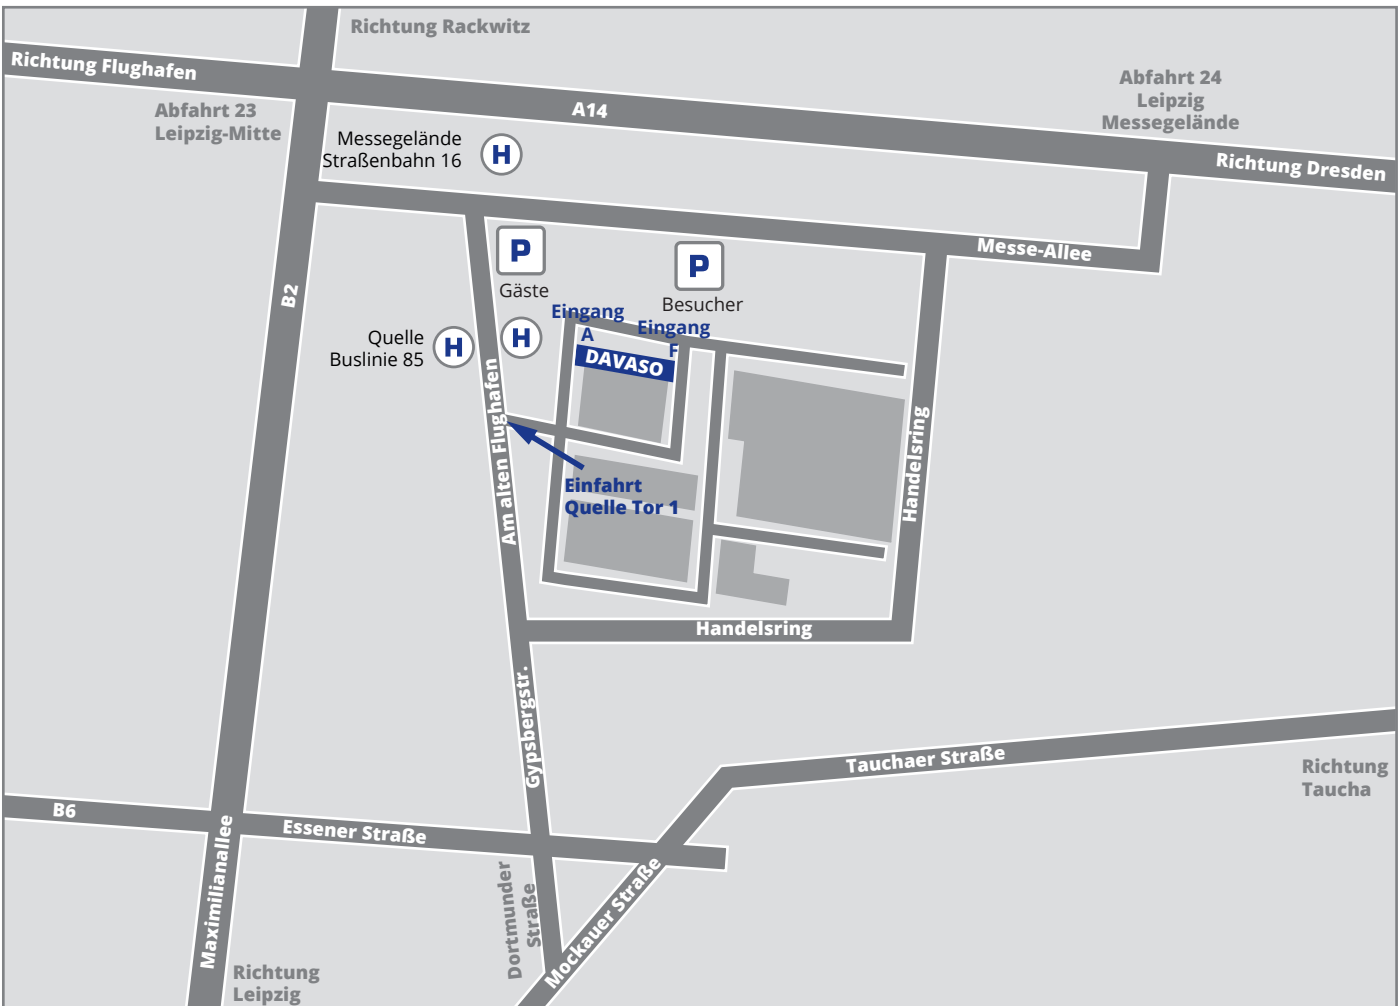 Richtung Rackwitz
Richtung Flughafen
Abfahrt 24
Leipzig
Messegelände
Abfahrt 23
Leipzig-Mitte
A14
Messegelände
Straßenbahn 16
H
Richtung Dresden
Messe-Allee
P
Gäste
P
Besucher
B2
Eingang
A
Eingang
F
Quelle
Buslinie 85
H
H
DAVASO
Am alten Flughafen
Handelsring
Einfahrt
Quelle Tor 1
Handelsring
Gypsbergstr.
Tauchaer Straße
Richtung
Taucha
B6
Essener Straße
Maximilianallee
Dortmunder
Straße
Mockauer Straße
Richtung
Leipzig